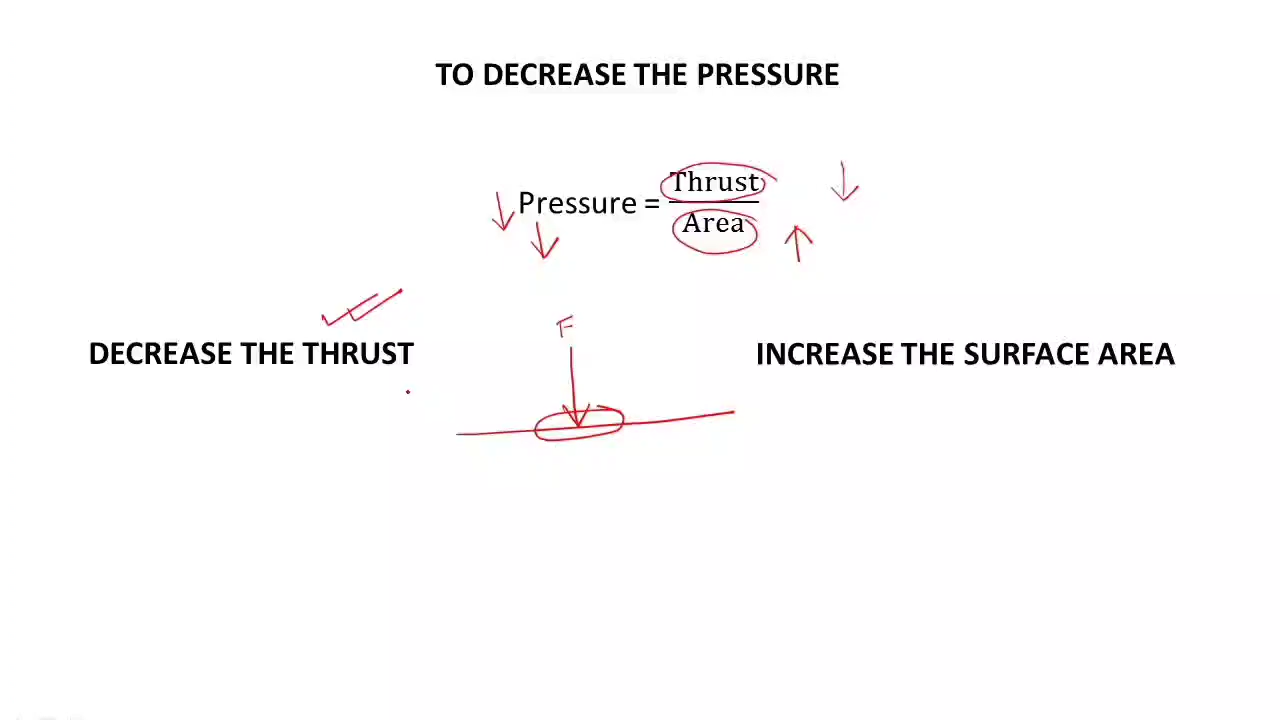 TO DECREASE THE PRESSURE
Pressure = Thrust
Area
F
DECREASE THE THRUST
INCREASE THE SURFACE AREA